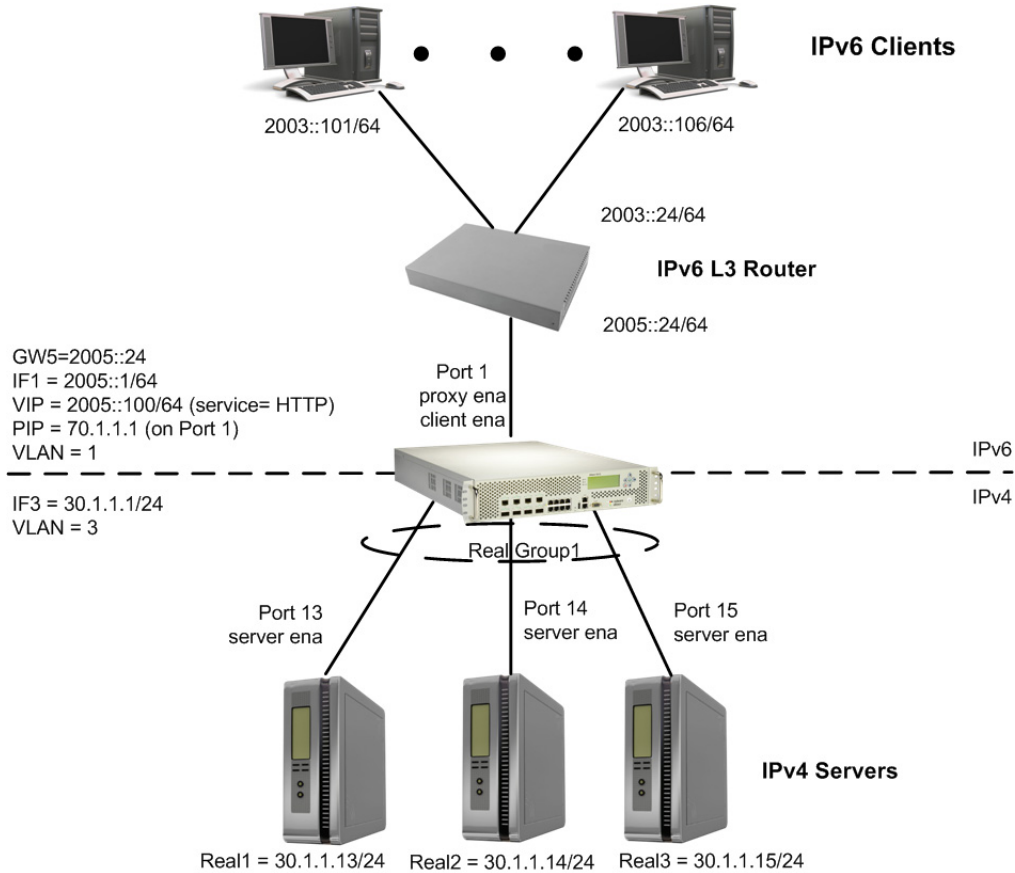 IPv6 Clients
2003::101/64
2003::106/64
2003::24/64
IPv6 L3 Router
2005::24/64
GW5=2005::24
IF1 = 2005::1/64
VIP = 2005::100/64 (service= HTTP)
PIP = 70.1.1.1 (on Port 1)
VLAN = 1
Port 1
proxy ena
client ena
IPv6
IPv4
IF3 = 30.1.1.1/24
VLAN = 3
Real Group1
Port 13
server ena
Port 14
server ena
Port 15
server ena
IPv4 Servers
Real1 = 30.1.1.13/24
Real2 = 30.1.1.14/24
Real3 = 30.1.1.15/24